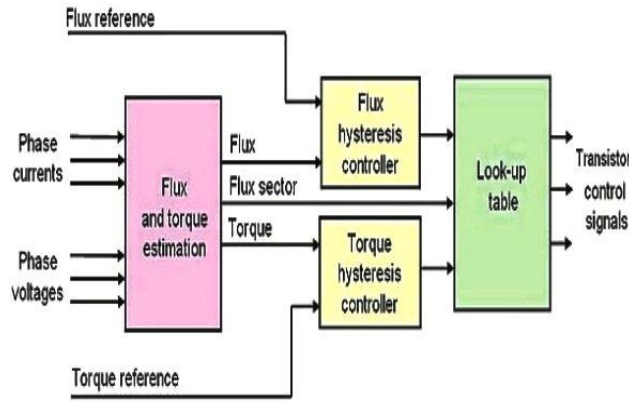 Flux reference
Phase
currents
Phase
voltages
Flux
and torque
estimation
Flux
Flux sector
Torque
Flux
hysteresis
controller
Torque
hysteresis
controller
Look-up
table
Transistor
control
signals
Torque reference